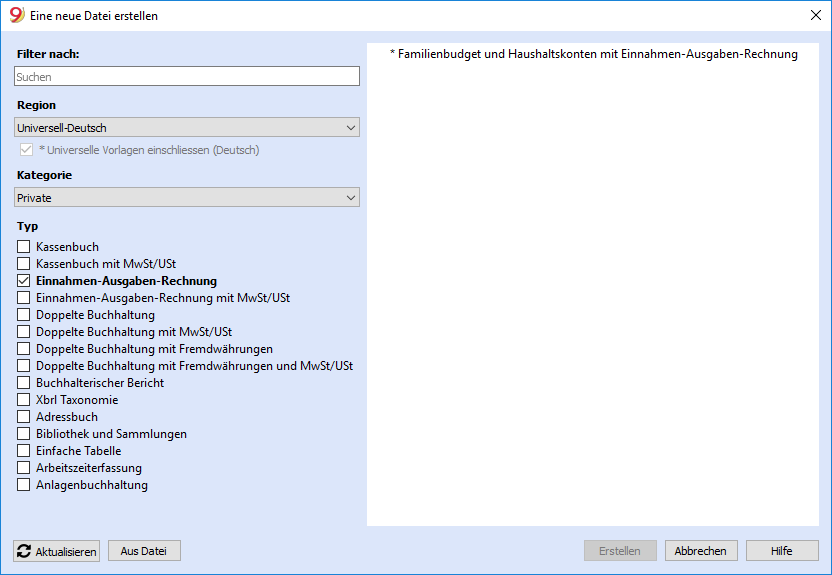 9 Eine neue Datei erstellen
Filter nach:
Suchen
Region
Universell-Deutsch
* Universelle Vorlagen einschliessen (Deutsch)
Kategorie
Private
Typ
Kassenbuch
Kassenbuch mit MwSt/USt
Einnahmen-Ausgaben-Rechnung
Einnahmen-Ausgaben-Rechnung mit MwSt/USt
Doppelte Buchhaltung
Doppelte Buchhaltung mit MwSt/USt
Doppelte Buchhaltung mit Fremdwährungen
Doppelte Buchhaltung mit Fremdwährungen und MwSt/USt
Buchhalterischer Bericht
Xbrl Taxonomie
Adressbuch
Bibliothek und Sammlungen
Einfache Tabelle
Arbeitszeiterfassung
Anlagenbuchhaltung
* Familienbudget und Haushaltskonten mit Einnahmen-Ausgaben-Rechnung
Aktualisieren
Aus Datei
Erstellen
Abbrechen
Hilfe